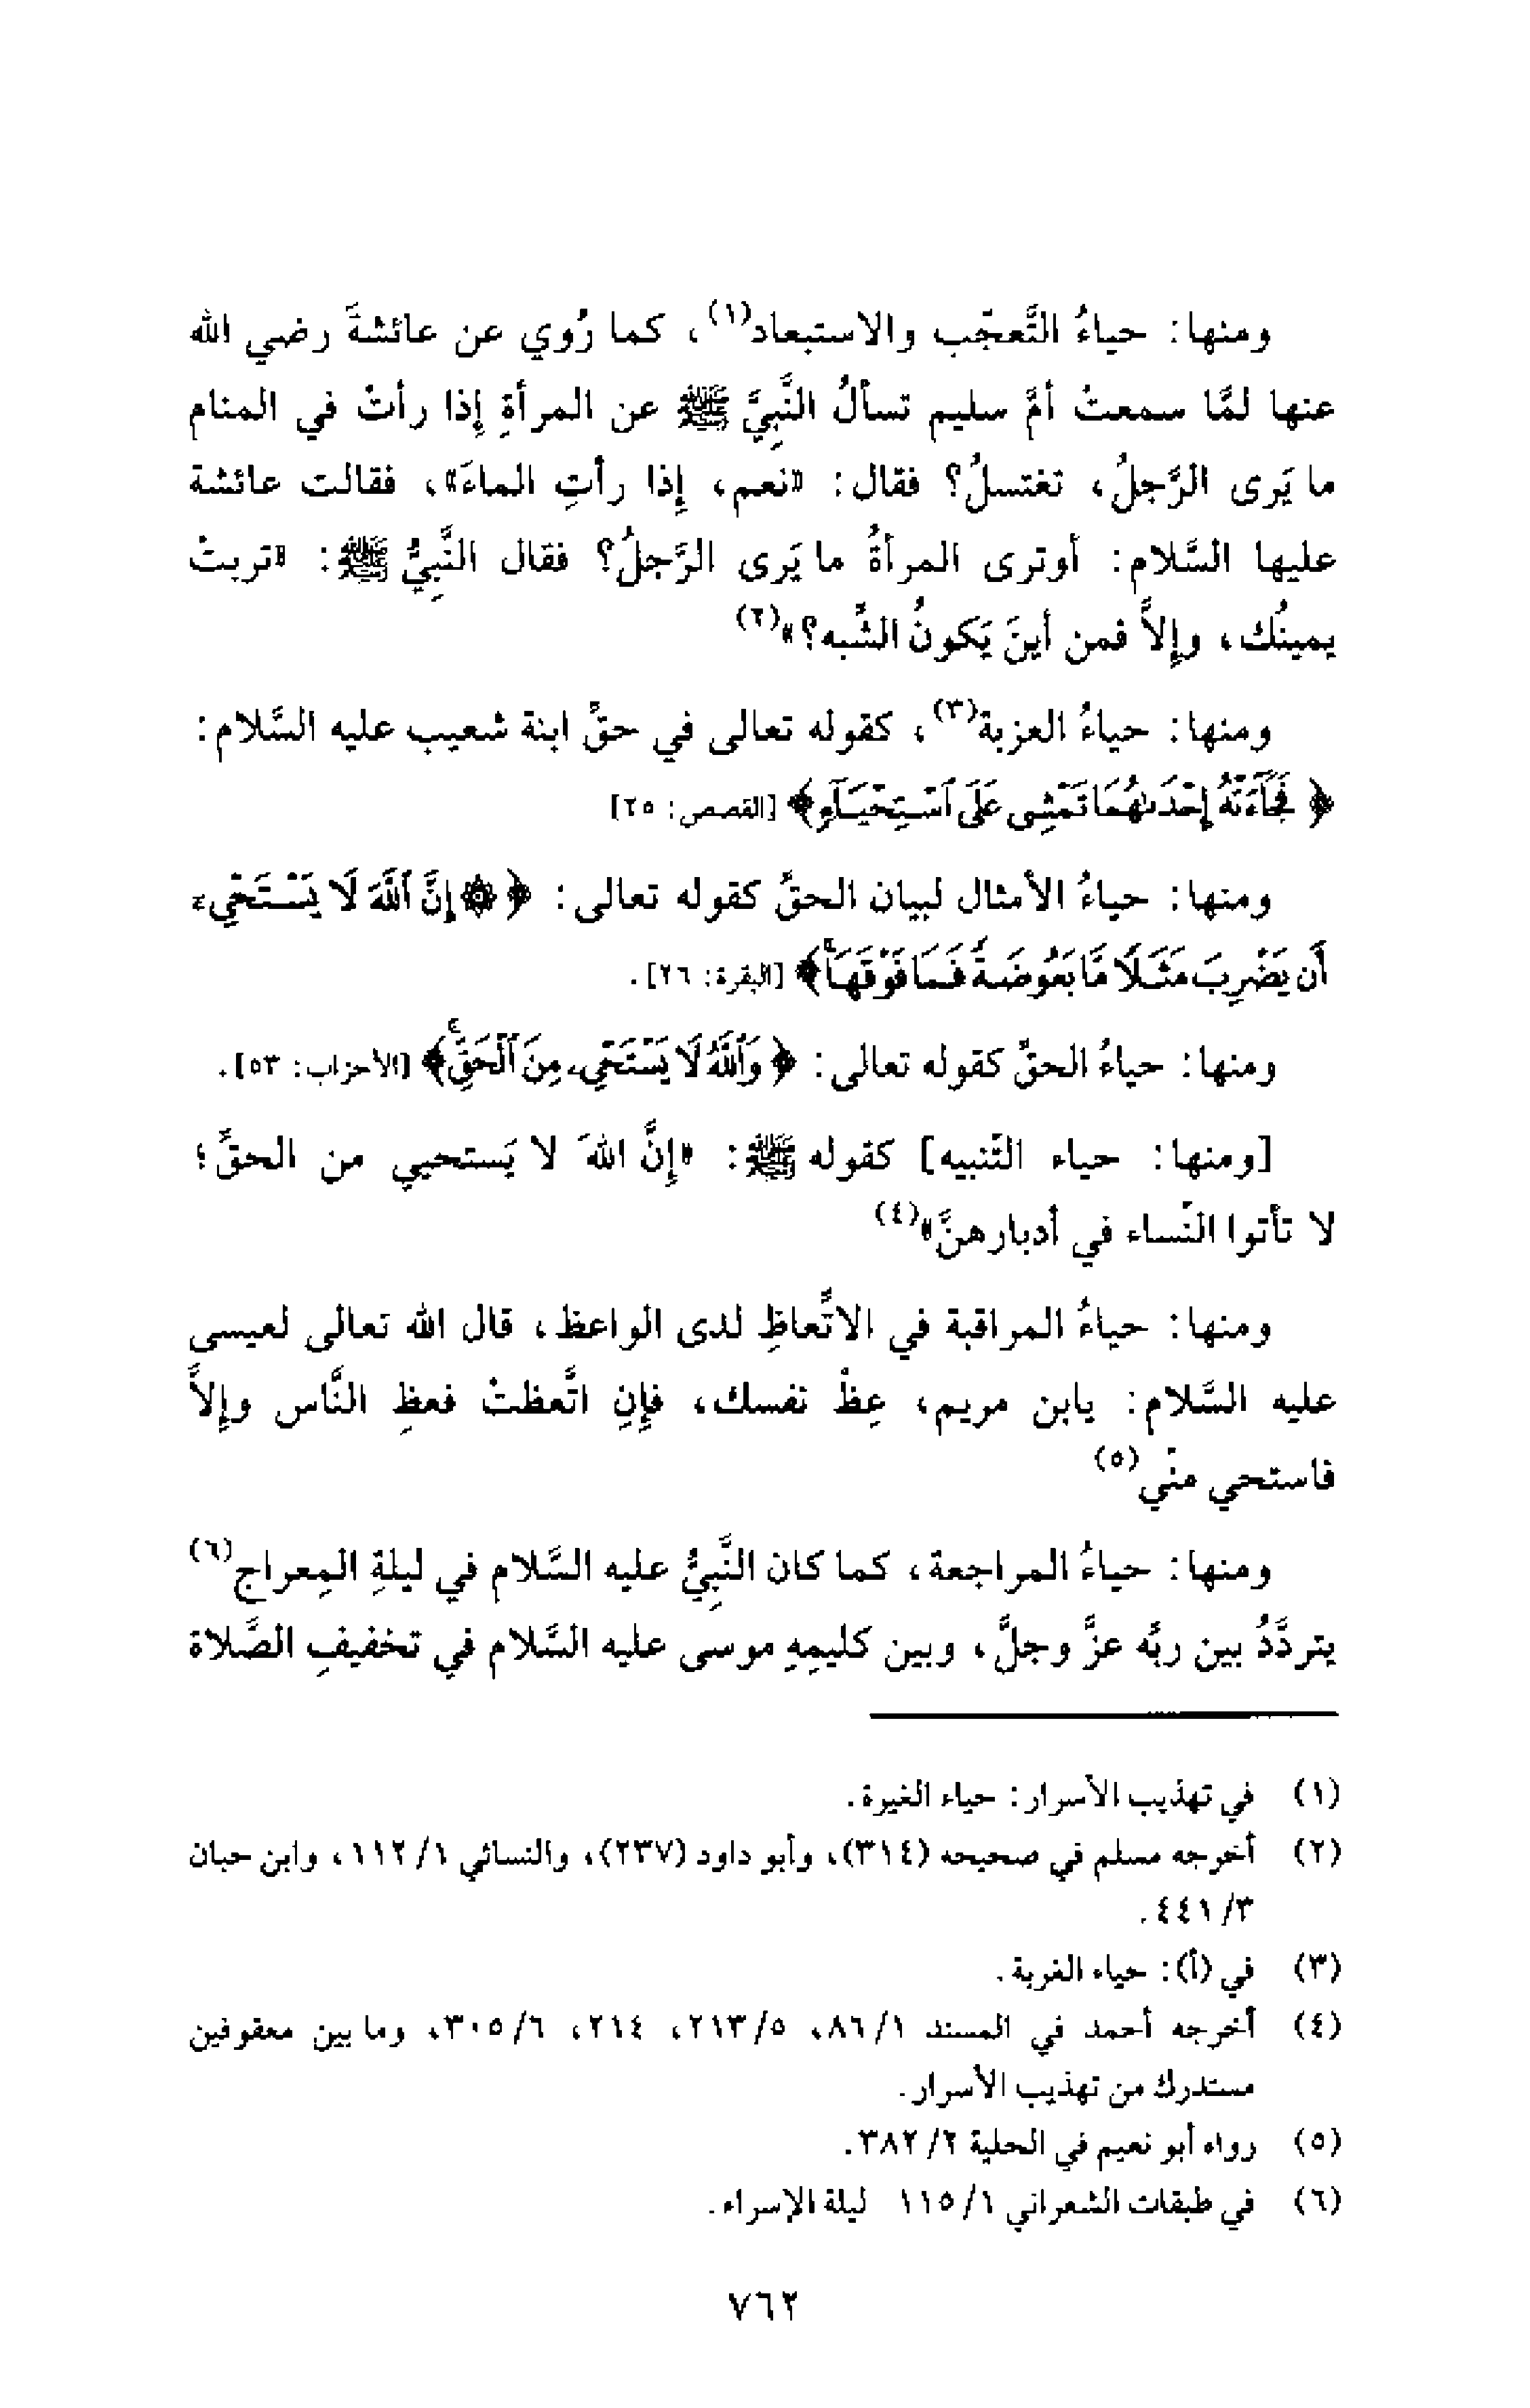 ومنها: حياءُ التَّعجّب والاستبعاد(١)، كما رُوي عن عائشةَ رضي الله
عنها لمَّا سمعتْ أمَّ سليم تسألُ النَّبِيَّ ﷺ عن المرأةِ إذا رأتْ في المنام
ما يَرى الرَّجلُ، تغتسلُ؟ فقال: «نعم، إذا رأتِ الماءَ»، فقالت عائشة
عليها السَّلام: أوترى المرأةُ ما يَرى الرَّجلُ؟ فقال النَّبِيُّ ﷺ: «تربتْ
يمينُك، وإلاَّ فمن أينَ يَكونُ الشَّبه؟»(٢)
ومنها: حياءُ العزبة(٣)، كقوله تعالى في حقِّ ابنة شعيب عليه السَّلام:
﴿ فَجَآءَتْهُ إِحْدَىٰهُمَا تَمْشِى عَلَى ٱسْتِحْيَآءٍ﴾ [القصص: ٢٥]
ومنها: حياءُ الأمثال لبيان الحقِّ كقوله تعالى: ﴿ ۞ إِنَّ ٱللَّهَ لَا يَسْتَحْىِۦٓ
أَن يَضْرِبَ مَثَلًا مَّا بَعُوضَةً فَمَا فَوْقَهَا﴾ [البقرة: ٢٦].
ومنها: حياءُ الحقِّ كقوله تعالى: ﴿ وَٱللَّهُ لَا يَسْتَحْىِۦ مِنَ ٱلْحَقِّ﴾ [الأحزاب: ٥٣].
[ومنها: حياء التّنبيه] كقوله ﷺ: «إنَّ اللهَ لا يَستحيي من الحقِّ؛
لا تأتوا النّساء في أدبارهنَّ»(٤)
ومنها: حياءُ المراقبة في الاتِّعاظِ لدى الواعظ، قال الله تعالى لعيسى
عليه السَّلام: يابن مريم، عِظْ نفسك، فإنِ اتَّعظتْ فعظِ النَّاس وإلاَّ
فاستحي منّي(٥)
ومنها: حياءُ المراجعة، كما كان النَّبِيُّ عليه السَّلام في ليلةِ المِعراج(٦)
يتردَّدُ بين ربِّه عزَّ وجلَّ، وبين كليمِهِ موسى عليه السَّلام في تخفيفِ الصَّلاة
(١) في تهذيب الأسرار: حياء الغيرة.
(٢) أخرجه مسلم في صحيحه (٣١٤)، وأبو داود (٢٣٧)، والنسائي ١/ ١١٢، وابن حبان
٣/ ٤٤١.
(٣) في (أ): حياء الغربة.
(٤) أخرجه أحمد في المسند ١/ ٨٦، ٥/ ٢١٣، ٢١٤، ٦/ ٣٠٥، وما بين معقوفين
مستدرك من تهذيب الأسرار.
(٥) رواه أبو نعيم في الحلية ٢/ ٣٨٢.
(٦) في طبقات الشعراني ١/ ١١٥ ليلة الإسراء.
٧٦٢